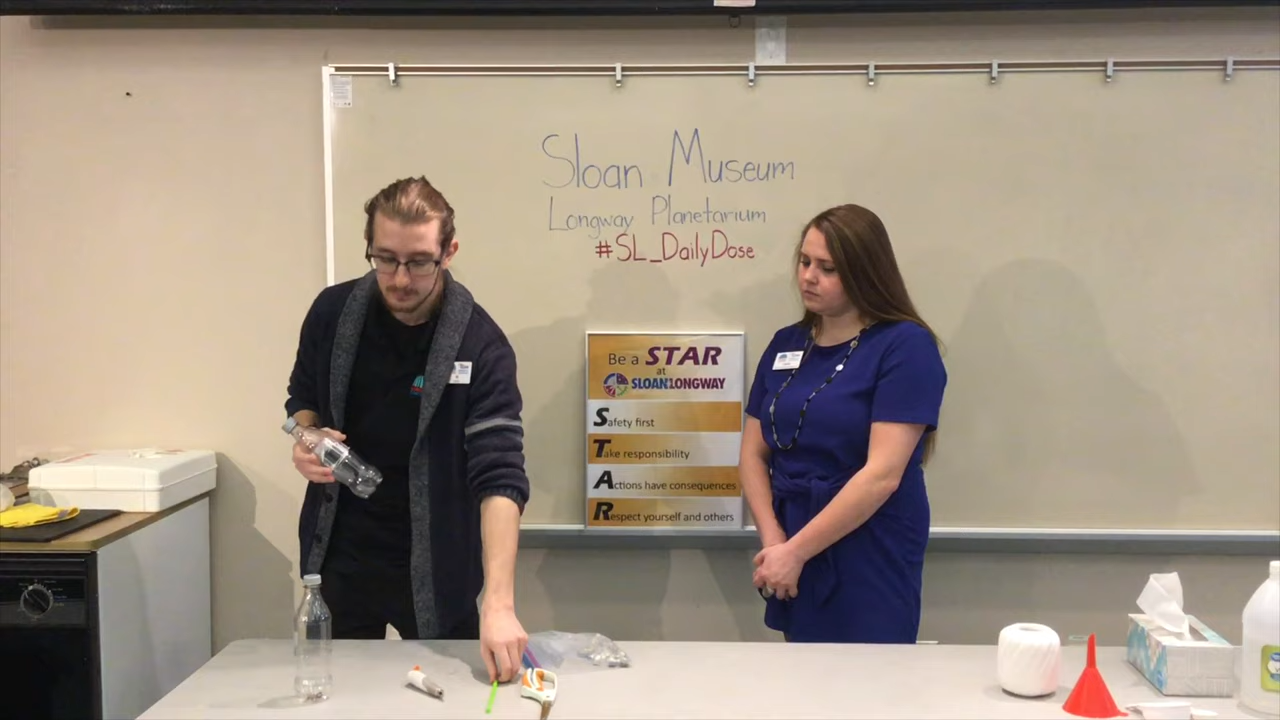 Sloan Museum
Longway Planetarium
#SL_DailyDose
Be a STAR
at
SLOAN LONGWAY
Safety first
Take responsibility
Actions have consequences
Respect yourself and others